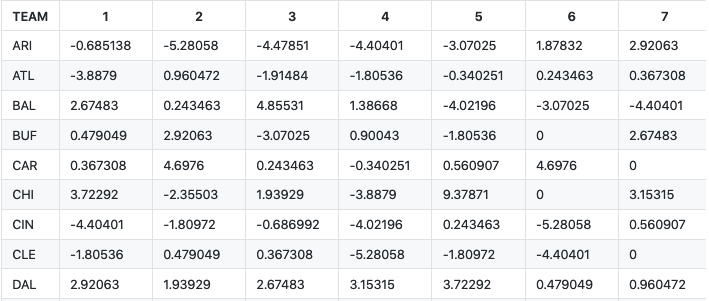 TEAM 1 2 3 4 5 6 7
ARI -0.685138 -5.28058 -4.47851 -4.40401 -3.07025 1.87832 2.92063
ATL -3.8879 0.960472 -1.91484 -1.80536 -0.340251 0.243463 0.367308
BAL 2.67483 0.243463 4.85531 1.38668 -4.02196 -3.07025 -4.40401
BUF 0.479049 2.92063 -3.07025 0.90043 -1.80536 0 2.67483
CAR 0.367308 4.6976 0.243463 -0.340251 0.560907 4.6976 0
CHI 3.72292 -2.35503 1.93929 -3.8879 9.37871 0 3.15315
CIN -4.40401 -1.80972 -0.686992 -4.02196 0.243463 -5.28058 0.560907
CLE -1.80536 0.479049 0.367308 -5.28058 -1.80972 -4.40401 0
DAL 2.92063 1.93929 2.67483 3.15315 3.72292 0.479049 0.960472